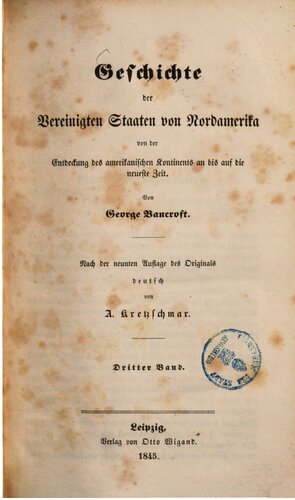 Geschichte
der
Vereinigten Staaten von Nordamerika
von der
Entdeckung des amerikanischen Kontinents an bis auf die
neueste Zeit.
Von
George Bancroft.
Nach der neunten Auflage des Originals
deutsch
von
A. Kretzschmar.
Dritter Band.
Leipzig,
Verlag von Otto Wigand.
1845.